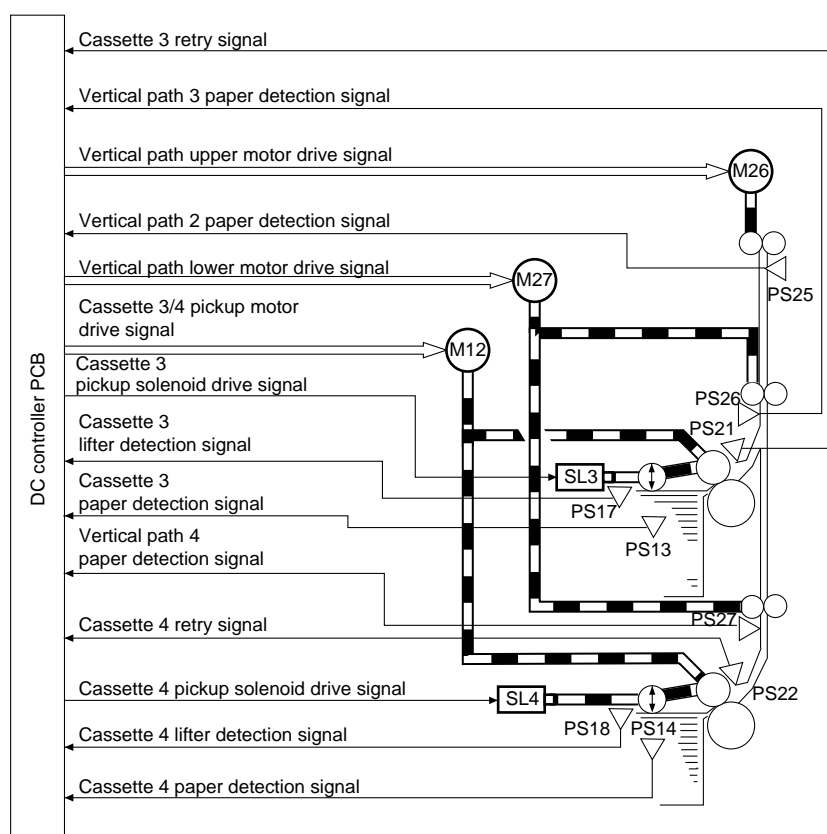 Cassette 3 retry signal
Vertical path 3 paper detection signal
Vertical path upper motor drive signal
M26
Vertical path 2 paper detection signal
PS25
Vertical path lower motor drive signal
M27
Cassette 3/4 pickup motor
drive signal
M12
Cassette 3
pickup solenoid drive signal
PS26
PS21
Cassette 3
lifter detection signal
SL3
PS17
Cassette 3
paper detection signal
PS13
DC controller PCB
Vertical path 4
paper detection signal
PS27
Cassette 4 retry signal
PS22
Cassette 4 pickup solenoid drive signal
SL4
PS18
PS14
Cassette 4 lifter detection signal
Cassette 4 paper detection signal